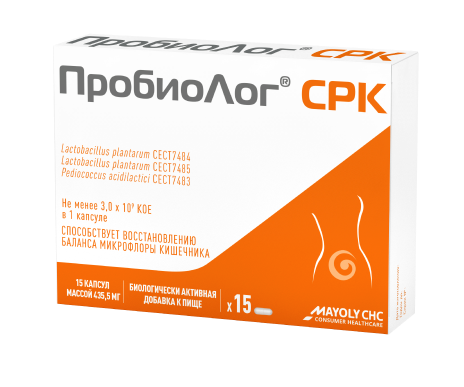 ПробиоЛог® СРК
Lactobacillus plantarum CECT7484
Lactobacillus plantarum CECT7485
Pediococcus acidilactici CECT7483
Не менее 3,0 x 10⁹ КОЕ
в 1 капсуле
СПОСОБСТВУЕТ ВОССТАНОВЛЕНИЮ
БАЛАНСА МИКРОФЛОРЫ КИШЕЧНИКА
15 КАПСУЛ
МАССОЙ 435,5 МГ
БИОЛОГИЧЕСКИ АКТИВНАЯ
ДОБАВКА К ПИЩЕ
x 15
MAYOLY CHC
CONSUMER HEALTHCARE